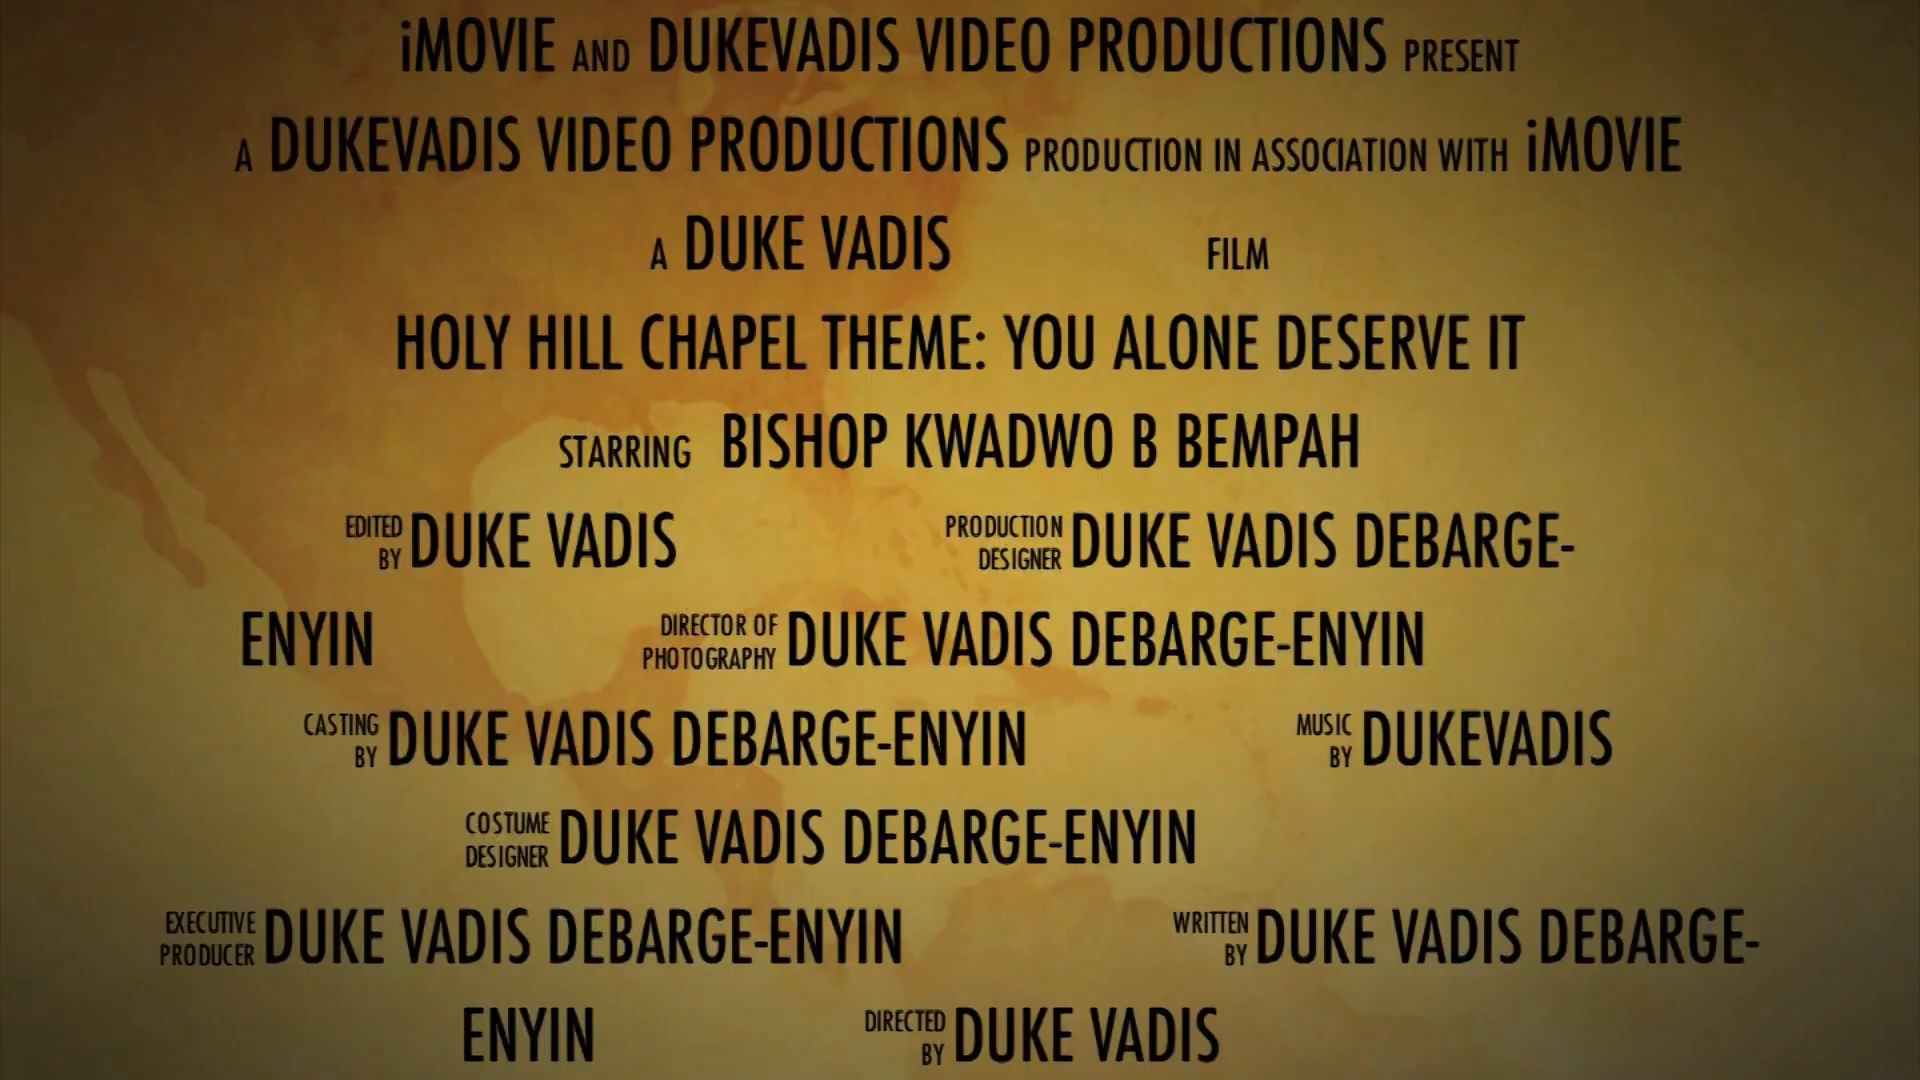 iMOVIE AND DUKEVADIS VIDEO PRODUCTIONS PRESENT
A DUKEVADIS VIDEO PRODUCTIONS PRODUCTION IN ASSOCIATION WITH iMOVIE
A DUKE VADIS FILM
HOLY HILL CHAPEL THEME: YOU ALONE DESERVE IT
STARRING BISHOP KWADWO B BEMPAH
EDITED BY DUKE VADIS PRODUCTION DESIGNER DUKE VADIS DEBARGE-
ENYIN DIRECTOR OF PHOTOGRAPHY DUKE VADIS DEBARGE-ENYIN
CASTING BY DUKE VADIS DEBARGE-ENYIN MUSIC BY DUKEVADIS
COSTUME DESIGNER DUKE VADIS DEBARGE-ENYIN
EXECUTIVE PRODUCER DUKE VADIS DEBARGE-ENYIN WRITTEN BY DUKE VADIS DEBARGE-
ENYIN DIRECTED BY DUKE VADIS